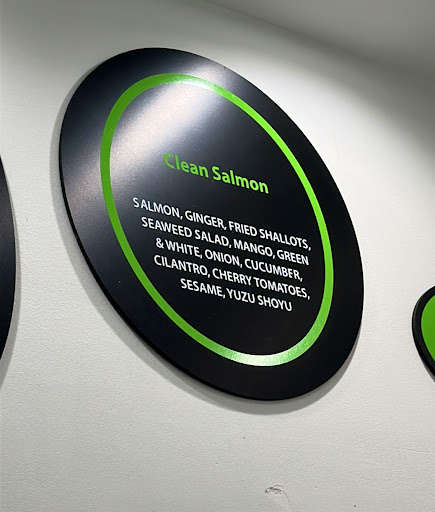 Clean Salmon
SALMON, GINGER, FRIED SHALLOTS,
SEAWEED SALAD, MANGO, GREEN
& WHITE, ONION, CUCUMBER,
CILANTRO, CHERRY TOMATOES,
SESAME, YUZU SHOYU